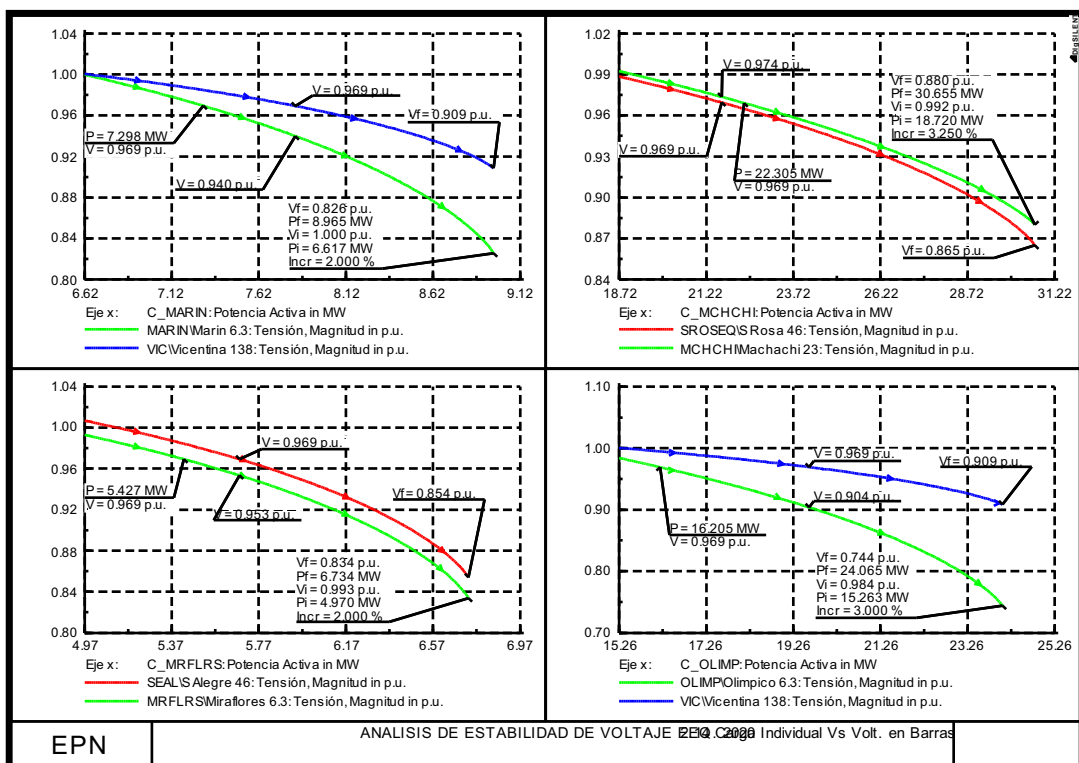 DIgSILENT
1.04
1.00
0.96
0.92
0.88
0.84
0.80
6.62 7.12 7.62 8.12 8.62 9.12
V = 0.969 p.u.
Vf = 0.909 p.u.
P = 7.298 MW
V = 0.969 p.u.
V = 0.940 p.u.
Vf = 0.826 p.u.
Pf = 8.965 MW
Vi = 1.000 p.u.
Pi = 6.617 MW
Incr = 2.000 %
Eje x: C_MARIN: Potencia Activa in MW
MARIN\Marin 6.3: Tensión, Magnitud in p.u.
VIC\Vicentina 138: Tensión, Magnitud in p.u.
1.02
0.99
0.96
0.93
0.90
0.87
0.84
18.72 21.22 23.72 26.22 28.72 31.22
V = 0.974 p.u.
Vf = 0.880 p.u.
Pf = 30.655 MW
Vi = 0.992 p.u.
Pi = 18.720 MW
Incr = 3.250 %
V = 0.969 p.u.
P = 22.305 MW
V = 0.969 p.u.
Vf = 0.865 p.u.
Eje x: C_MCHCHI: Potencia Activa in MW
SROSEQ\S Rosa 46: Tensión, Magnitud in p.u.
MCHCHI\Machachi 23: Tensión, Magnitud in p.u.
1.04
1.00
0.96
0.92
0.88
0.84
0.80
4.97 5.37 5.77 6.17 6.57 6.97
V = 0.969 p.u.
P = 5.427 MW
V = 0.969 p.u.
Vf = 0.854 p.u.
V = 0.953 p.u.
Vf = 0.834 p.u.
Pf = 6.734 MW
Vi = 0.993 p.u.
Pi = 4.970 MW
Incr = 2.000 %
Eje x: C_MRFLRS: Potencia Activa in MW
SEAL\S Alegre 46: Tensión, Magnitud in p.u.
MRFLRS\Miraflores 6.3: Tensión, Magnitud in p.u.
1.10
1.00
0.90
0.80
0.70
15.26 17.26 19.26 21.26 23.26 25.26
V = 0.969 p.u.
Vf = 0.909 p.u.
V = 0.904 p.u.
P = 16.205 MW
V = 0.969 p.u.
Vf = 0.744 p.u.
Pf = 24.065 MW
Vi = 0.984 p.u.
Pi = 15.263 MW
Incr = 3.000 %
Eje x: C_OLIMP: Potencia Activa in MW
OLIMP\Olimpico 6.3: Tensión, Magnitud in p.u.
VIC\Vicentina 138: Tensión, Magnitud in p.u.
EPN
ANALISIS DE ESTABILIDAD DE VOLTAJE Individual Vs Volt. en Barras